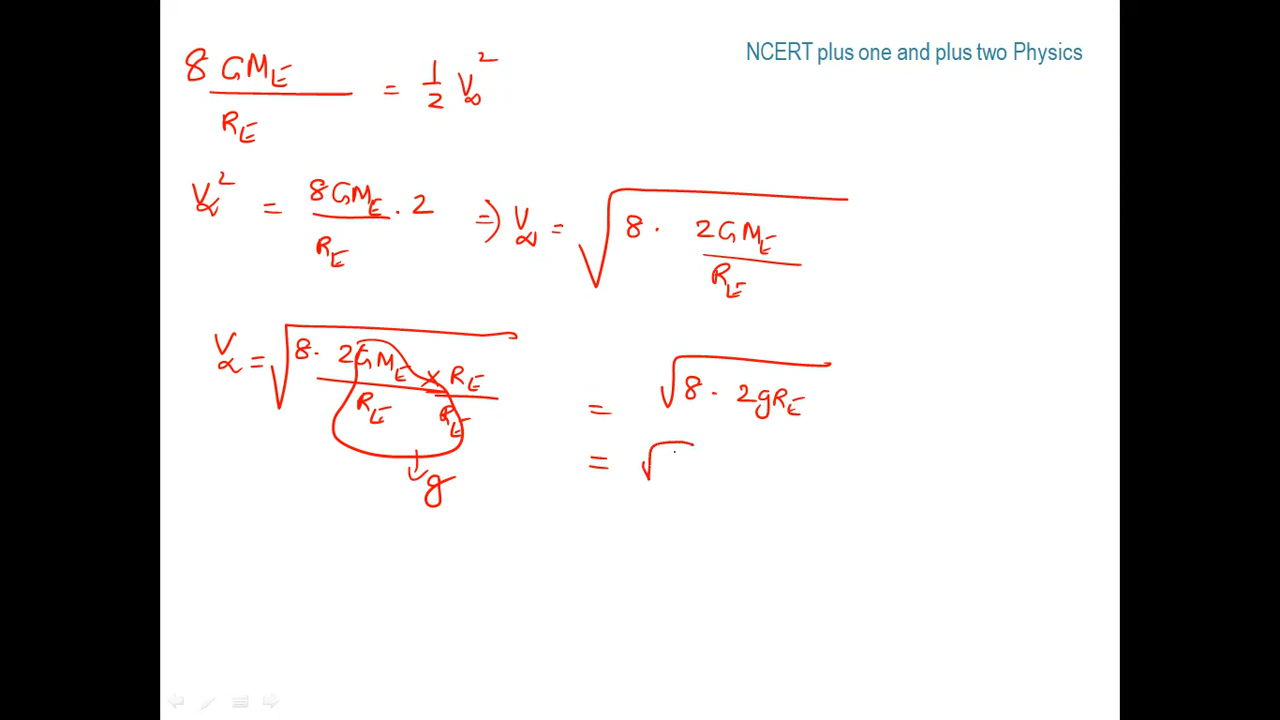 NCERT plus one and plus two Physics
8 GM_E / R_E = 1/2 V_∞^2
V_∝^2 = 8GM_E / R_E . 2 => V_∝ = √(8 . 2GM_E / R_E)
V_∝ = √(8 . 2GM_E / R_E × R_E / R_E) = √(8 . 2gR_E)
↓ g = √